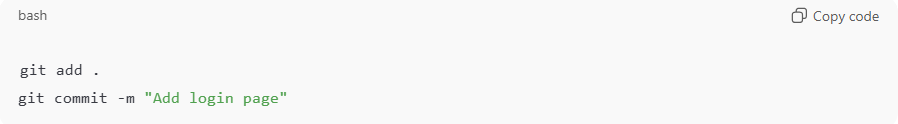 bash
Copy code
git add .
git commit -m "Add login page"